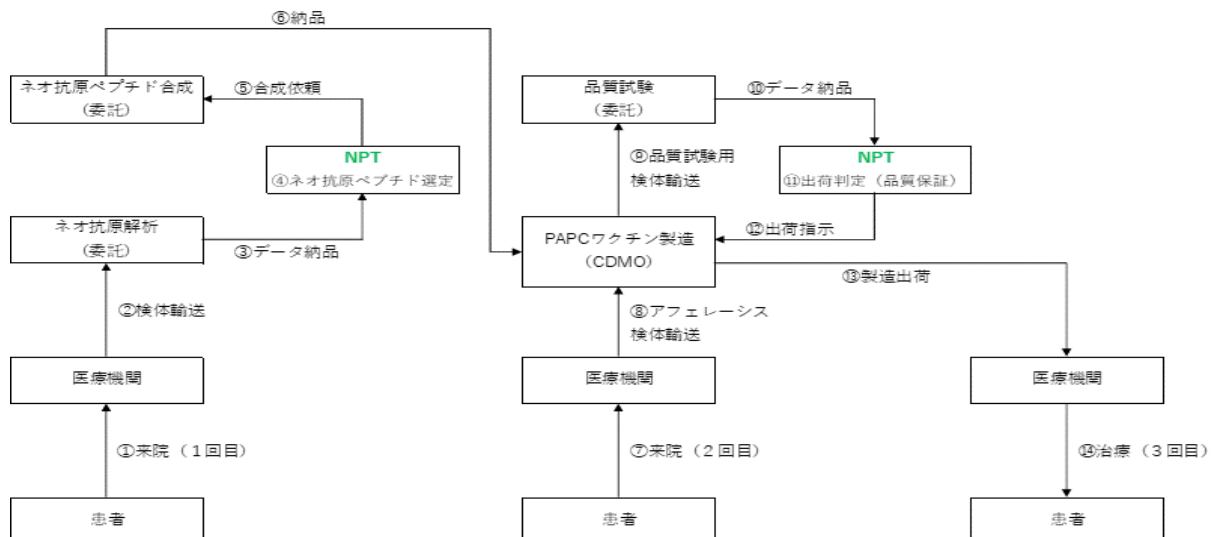 ⑥納品
ネオ抗原ペプチド合成
(委託)
⑤合成依頼
NPT
④ネオ抗原ペプチド選定
ネオ抗原解析
(委託)
③データ納品
②検体輸送
医療機関
①来院(1回目)
患者
品質試験
(委託)
⑩データ納品
⑨品質試験用
検体輸送
NPT
⑪出荷判定(品質保証)
PAPCワクチン製造
(CDMO)
⑫出荷指示
⑬製造出荷
⑧アフェレーシス
検体輸送
医療機関
⑦来院(2回目)
患者
医療機関
⑭治療(3回目)
患者